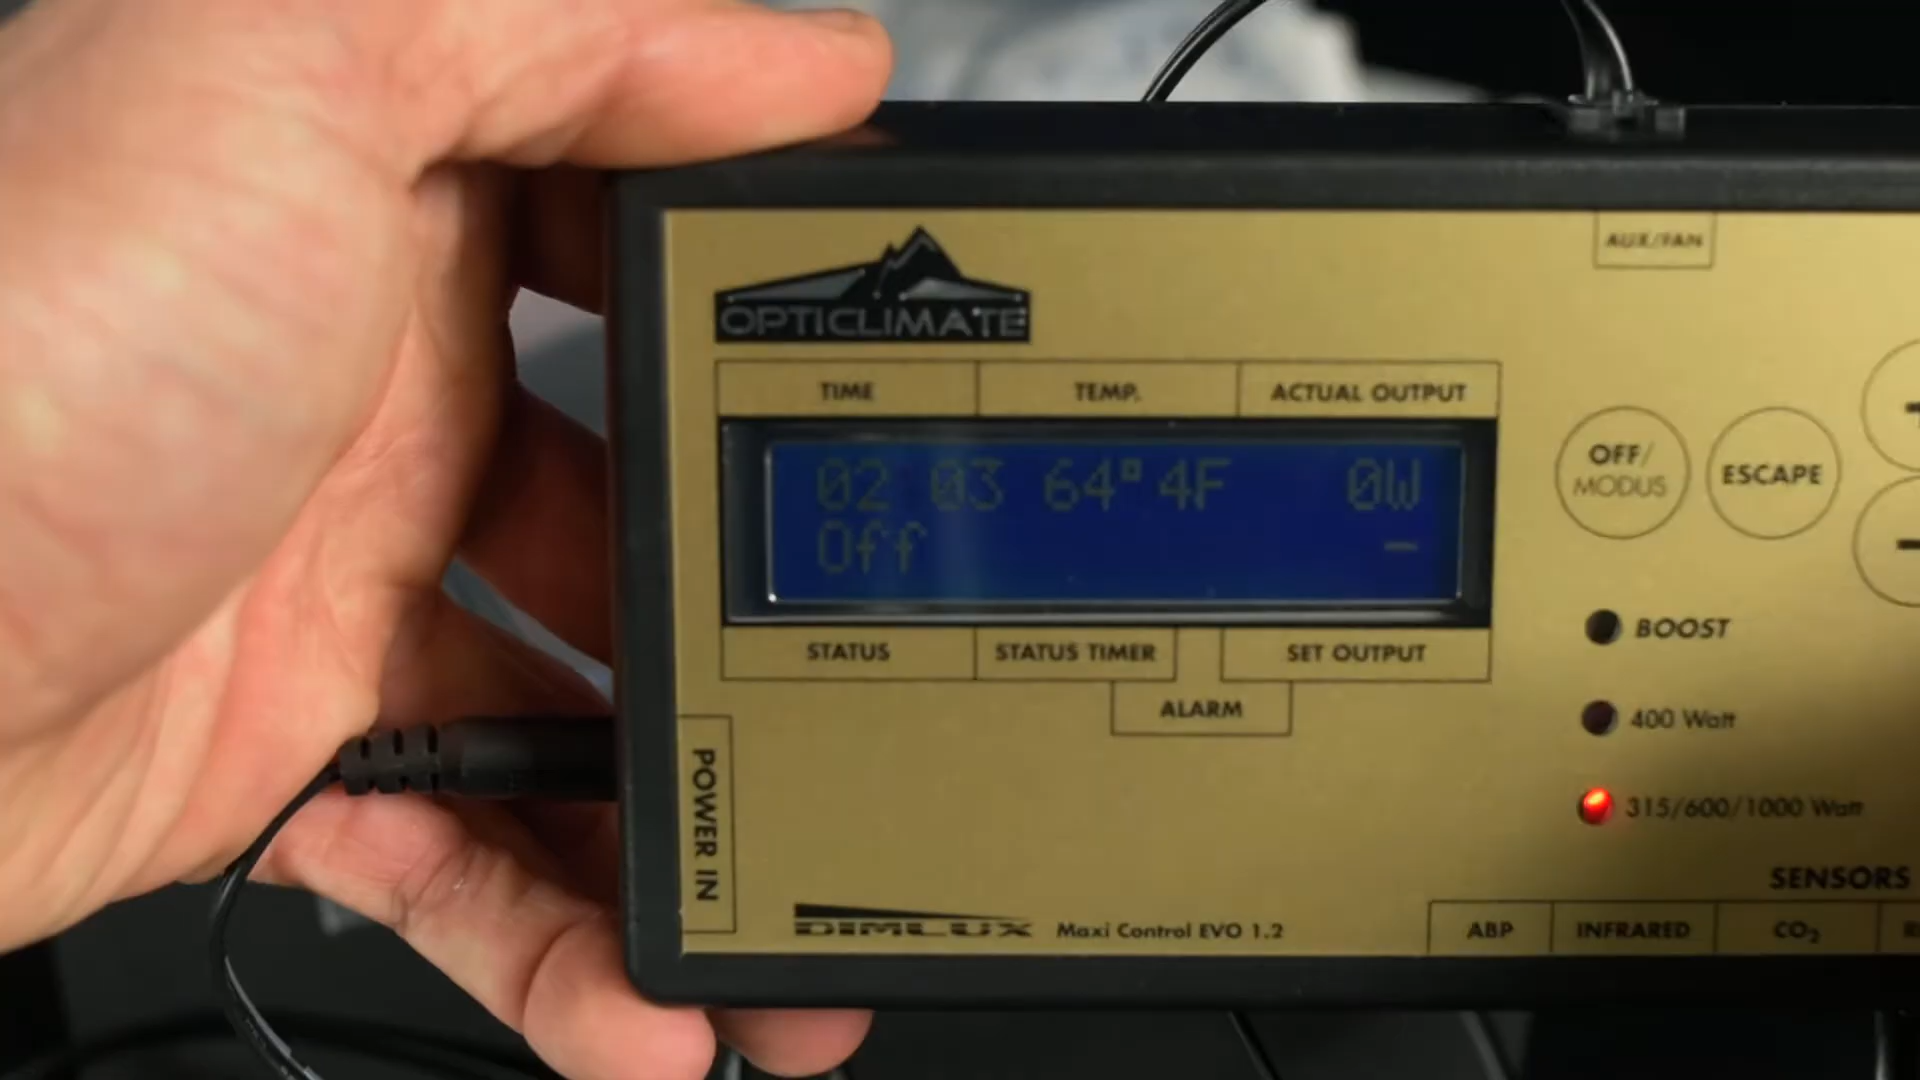 AUX/FAN
OPTICLIMATE
TIME TEMP. ACTUAL OUTPUT
02 03 64°4F 0W
Off –
OFF/
MODUS
ESCAPE
+
–
STATUS STATUS TIMER SET OUTPUT
ALARM
BOOST
400 Watt
315/600/1000 Watt
POWER IN
SENSORS
DIMLUX Maxi Control EVO 1.2
ABP INFRARED CO₂